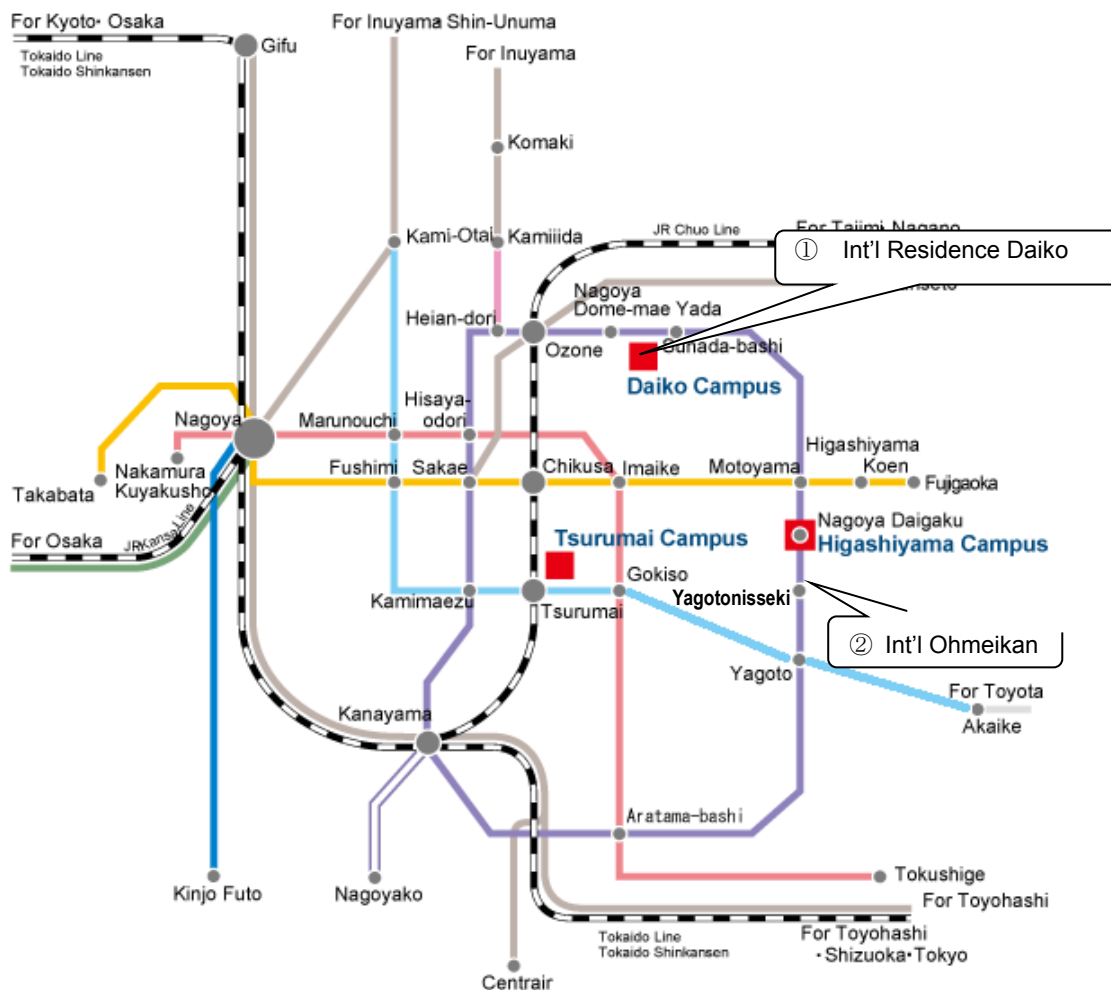 For Kyoto・ Osaka
Tokaido Line
Tokaido Shinkansen
Gifu
For Inuyama Shin-Unuma
For Inuyama
Komaki
Kami-Otai
Kamiiida
JR Chuo Line
For Tajimi Nagano
① Int'l Residence Daiko
Nagoya
Dome-mae Yada
Heian-dori
Ozone
Sunada-bashi
Daiko Campus
Hisaya-
odori
Nagoya
Marunouchi
Higashiyama
Koen
Nakamura
Kuyakusho
Fushimi
Sakae
Chikusa
Imaike
Motoyama
Fujigaoka
Takabata
JRKansai Line
For Osaka
Nagoya Daigaku
Higashiyama Campus
Tsurumai Campus
Gokiso
Kamimaezu
Tsurumai
Yagotonisseki
② Int'l Ohmeikan
Yagoto
For Toyota
Akaike
Kanayama
Aratama-bashi
Kinjo Futo
Nagoyako
Tokushige
For Toyohashi
Tokaido Line
Tokaido Shinkansen
For Toyohashi
・Shizuoka・Tokyo
Centrair